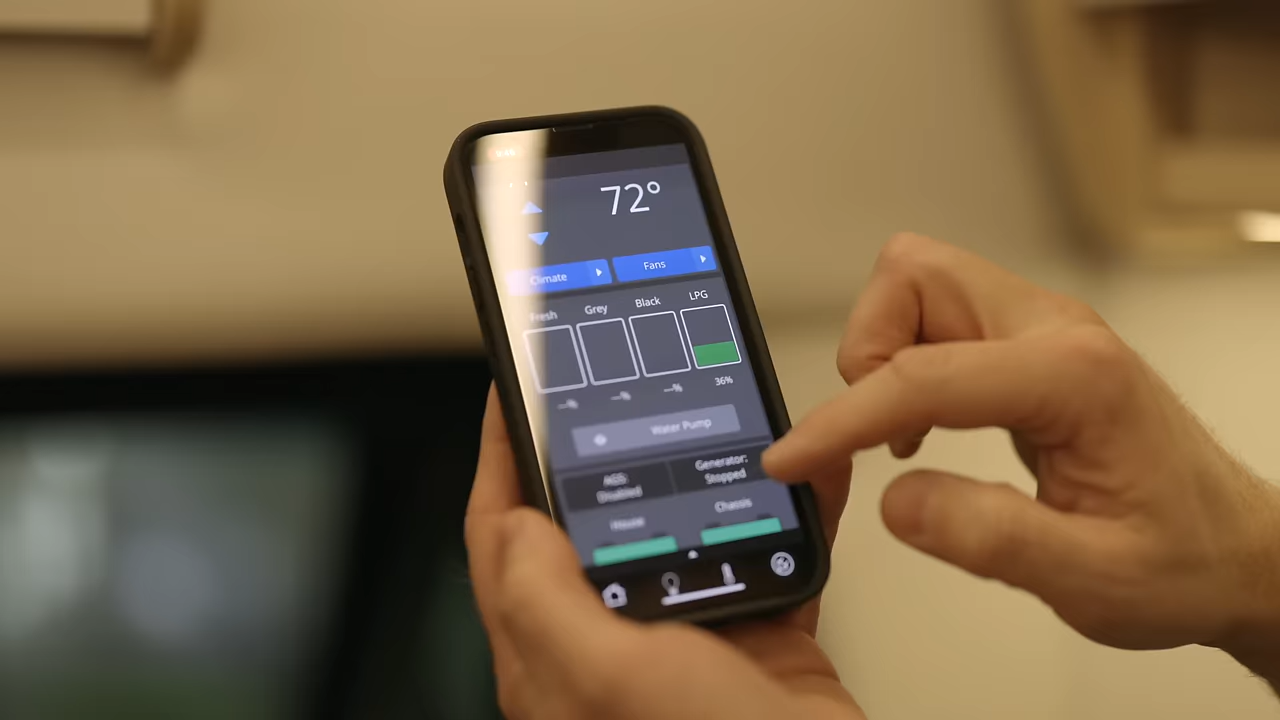 72°
Climate
Fans
Fresh
Grey
Black
LPG
—%
—%
—%
36%
Water Pump
AGS:
Disabled
Generator:
Stopped
House
Chassis